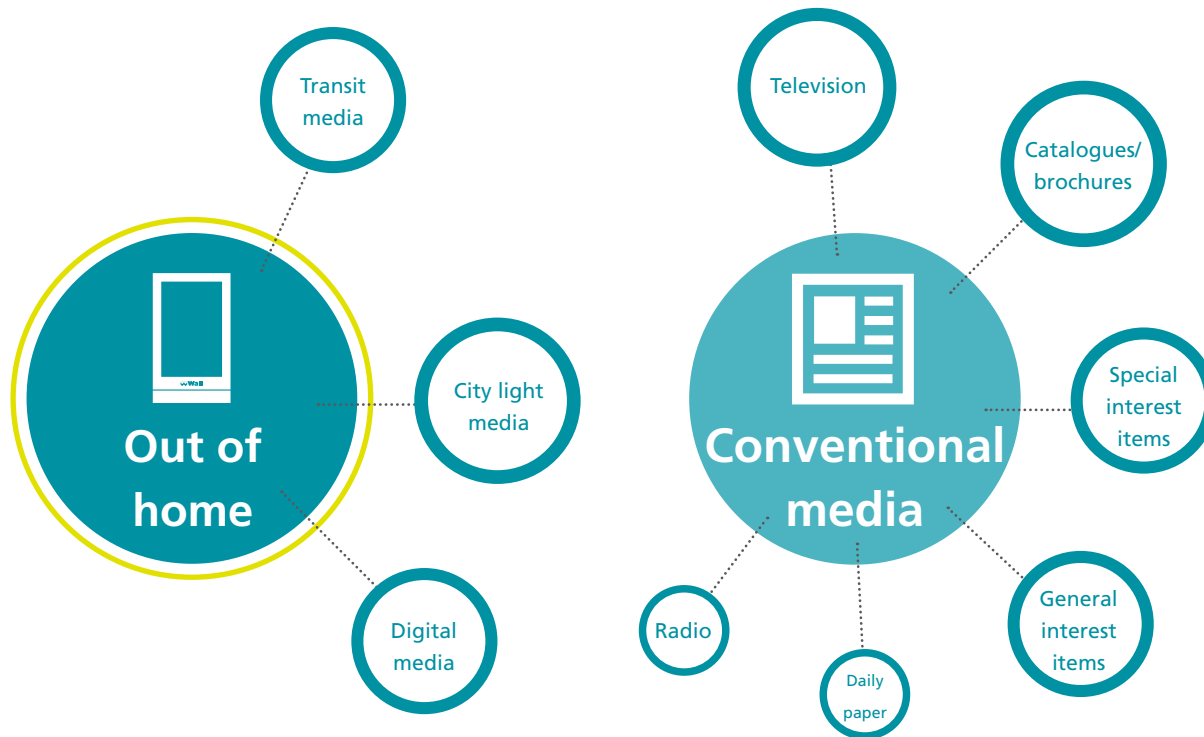 Transit
media
Wall
Out of
home
City light
media
Digital
media
Television
Catalogues/
brochures
Conventional
media
Special
interest
items
General
interest
items
Daily
paper
Radio